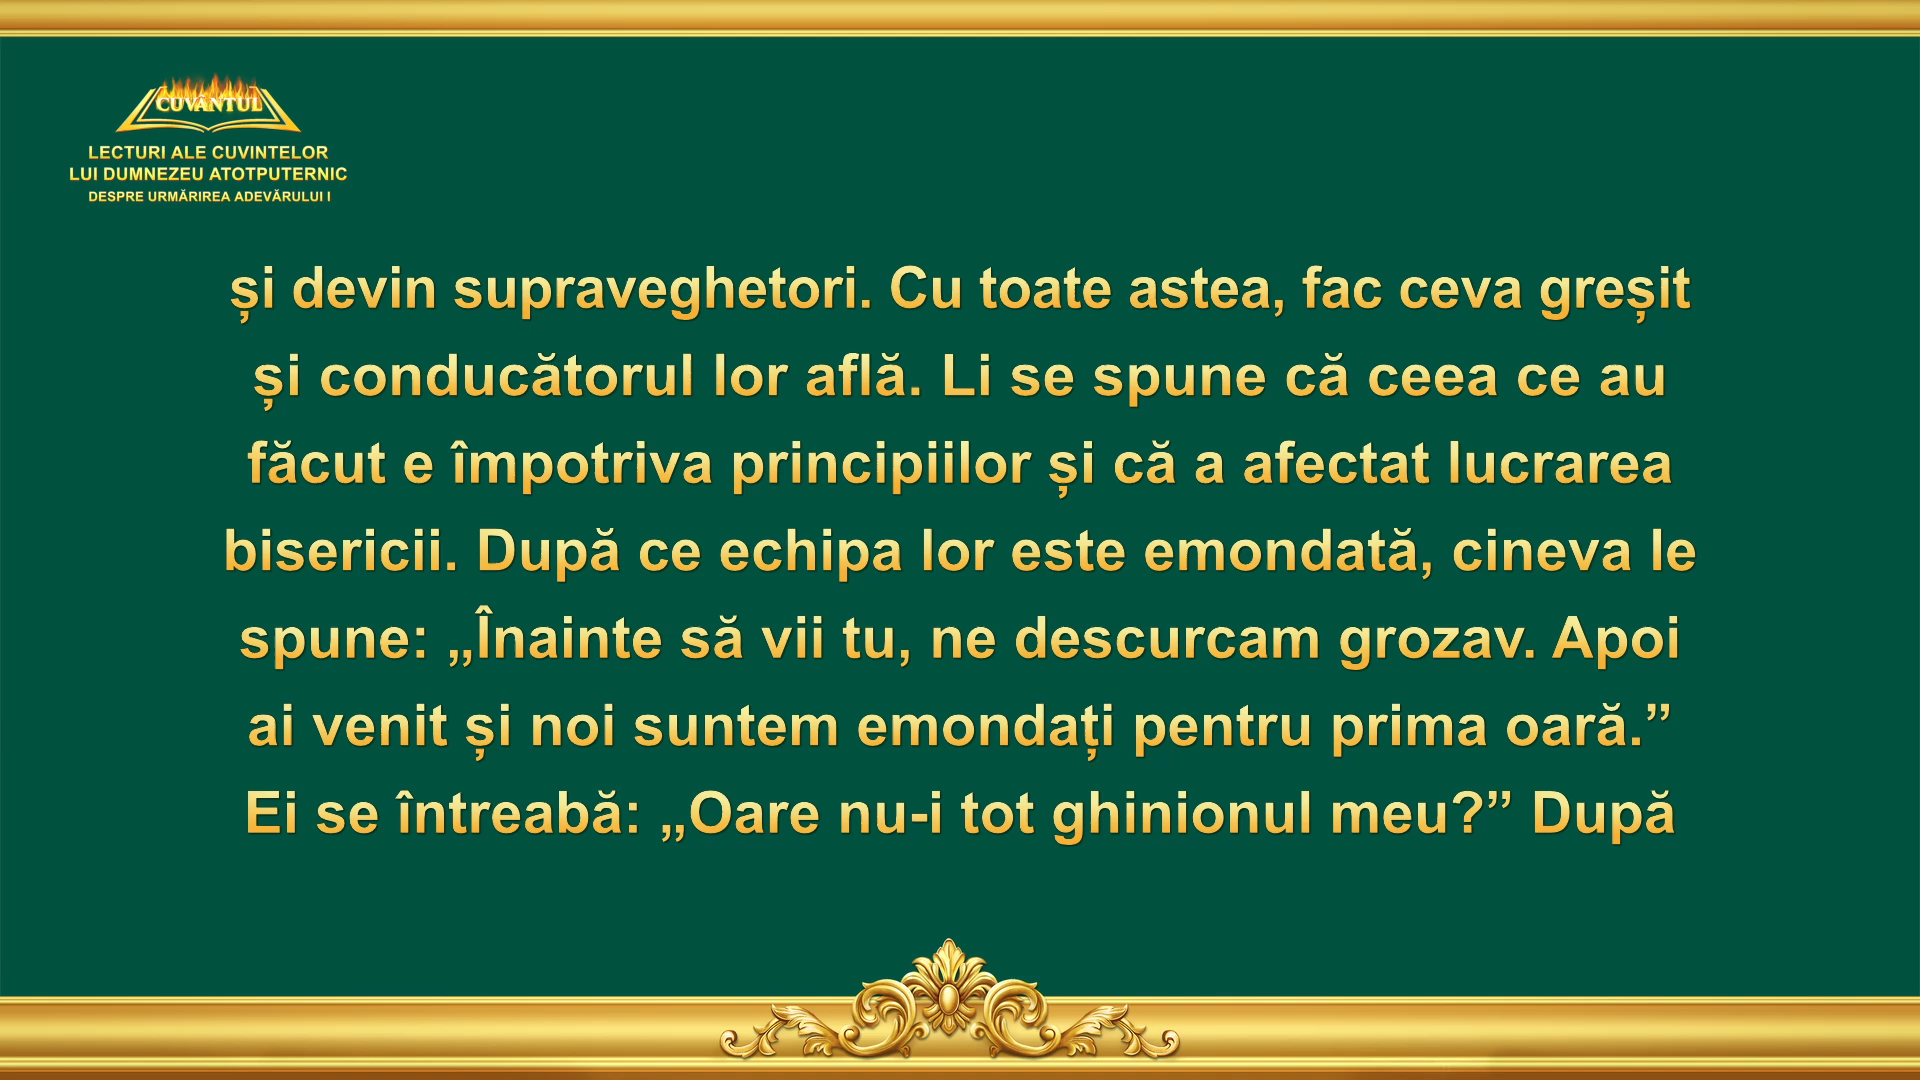 CUVÂNTUL
LECTURI ALE CUVINTELOR
LUI DUMNEZEU ATOTPUTERNIC
DESPRE URMĂRIREA ADEVĂRULUI I
și devin supraveghetori. Cu toate astea, fac ceva greșit
și conducătorul lor află. Li se spune că ceea ce au
făcut e împotriva principiilor și că a afectat lucrarea
bisericii. După ce echipa lor este emondată, cineva le
spune: „Înainte să vii tu, ne descurcam grozav. Apoi
ai venit și noi suntem emondați pentru prima oară.”
Ei se întreabă: „Oare nu-i tot ghinionul meu?” După